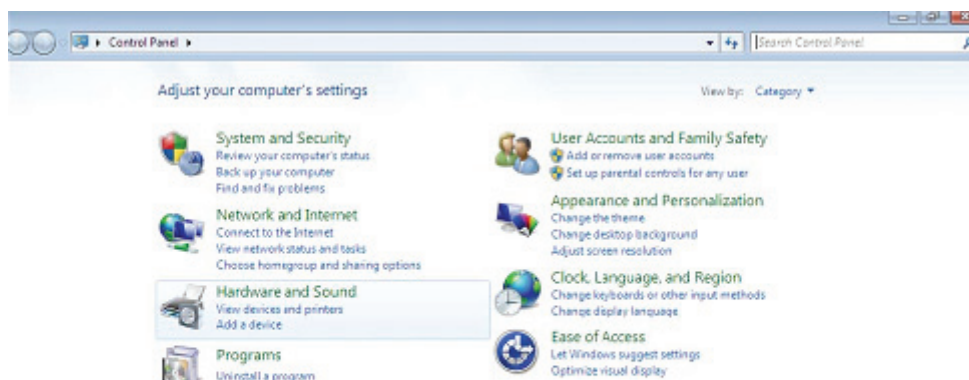 Control Panel
Search Control Panel
Adjust your computer's settings
View by: Category
System and Security
Review your computer's status
Back up your computer
Find and fix problems
Network and Internet
Connect to the Internet
View network status and tasks
Choose homegroup and sharing options
Hardware and Sound
View devices and printers
Add a device
Programs
Uninstall a program
User Accounts and Family Safety
Add or remove user accounts
Set up parental controls for any user
Appearance and Personalization
Change the theme
Change desktop background
Adjust screen resolution
Clock, Language, and Region
Change keyboards or other input methods
Change display language
Ease of Access
Let Windows suggest settings
Optimize visual display